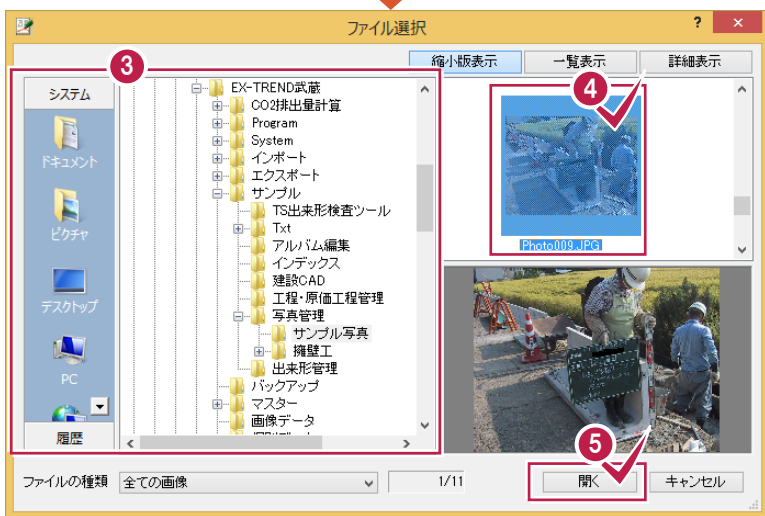 ファイル選択
?
×
縮小版表示
一覧表示
詳細表示
3
4
システム
ドキュメント
ピクチャ
デスクトップ
PC
履歴
EX-TREND武蔵
CO2排出量計算
Program
System
インポート
エクスポート
サンプル
TS出来形検査ツール
Txt
アルバム編集
インデックス
建設CAD
工程・原価工程管理
写真管理
サンプル写真
擁壁工
出来形管理
バックアップ
マスター
画像データ
Photo009.JPG
5
ファイルの種類
全ての画像
1/11
開く
キャンセル